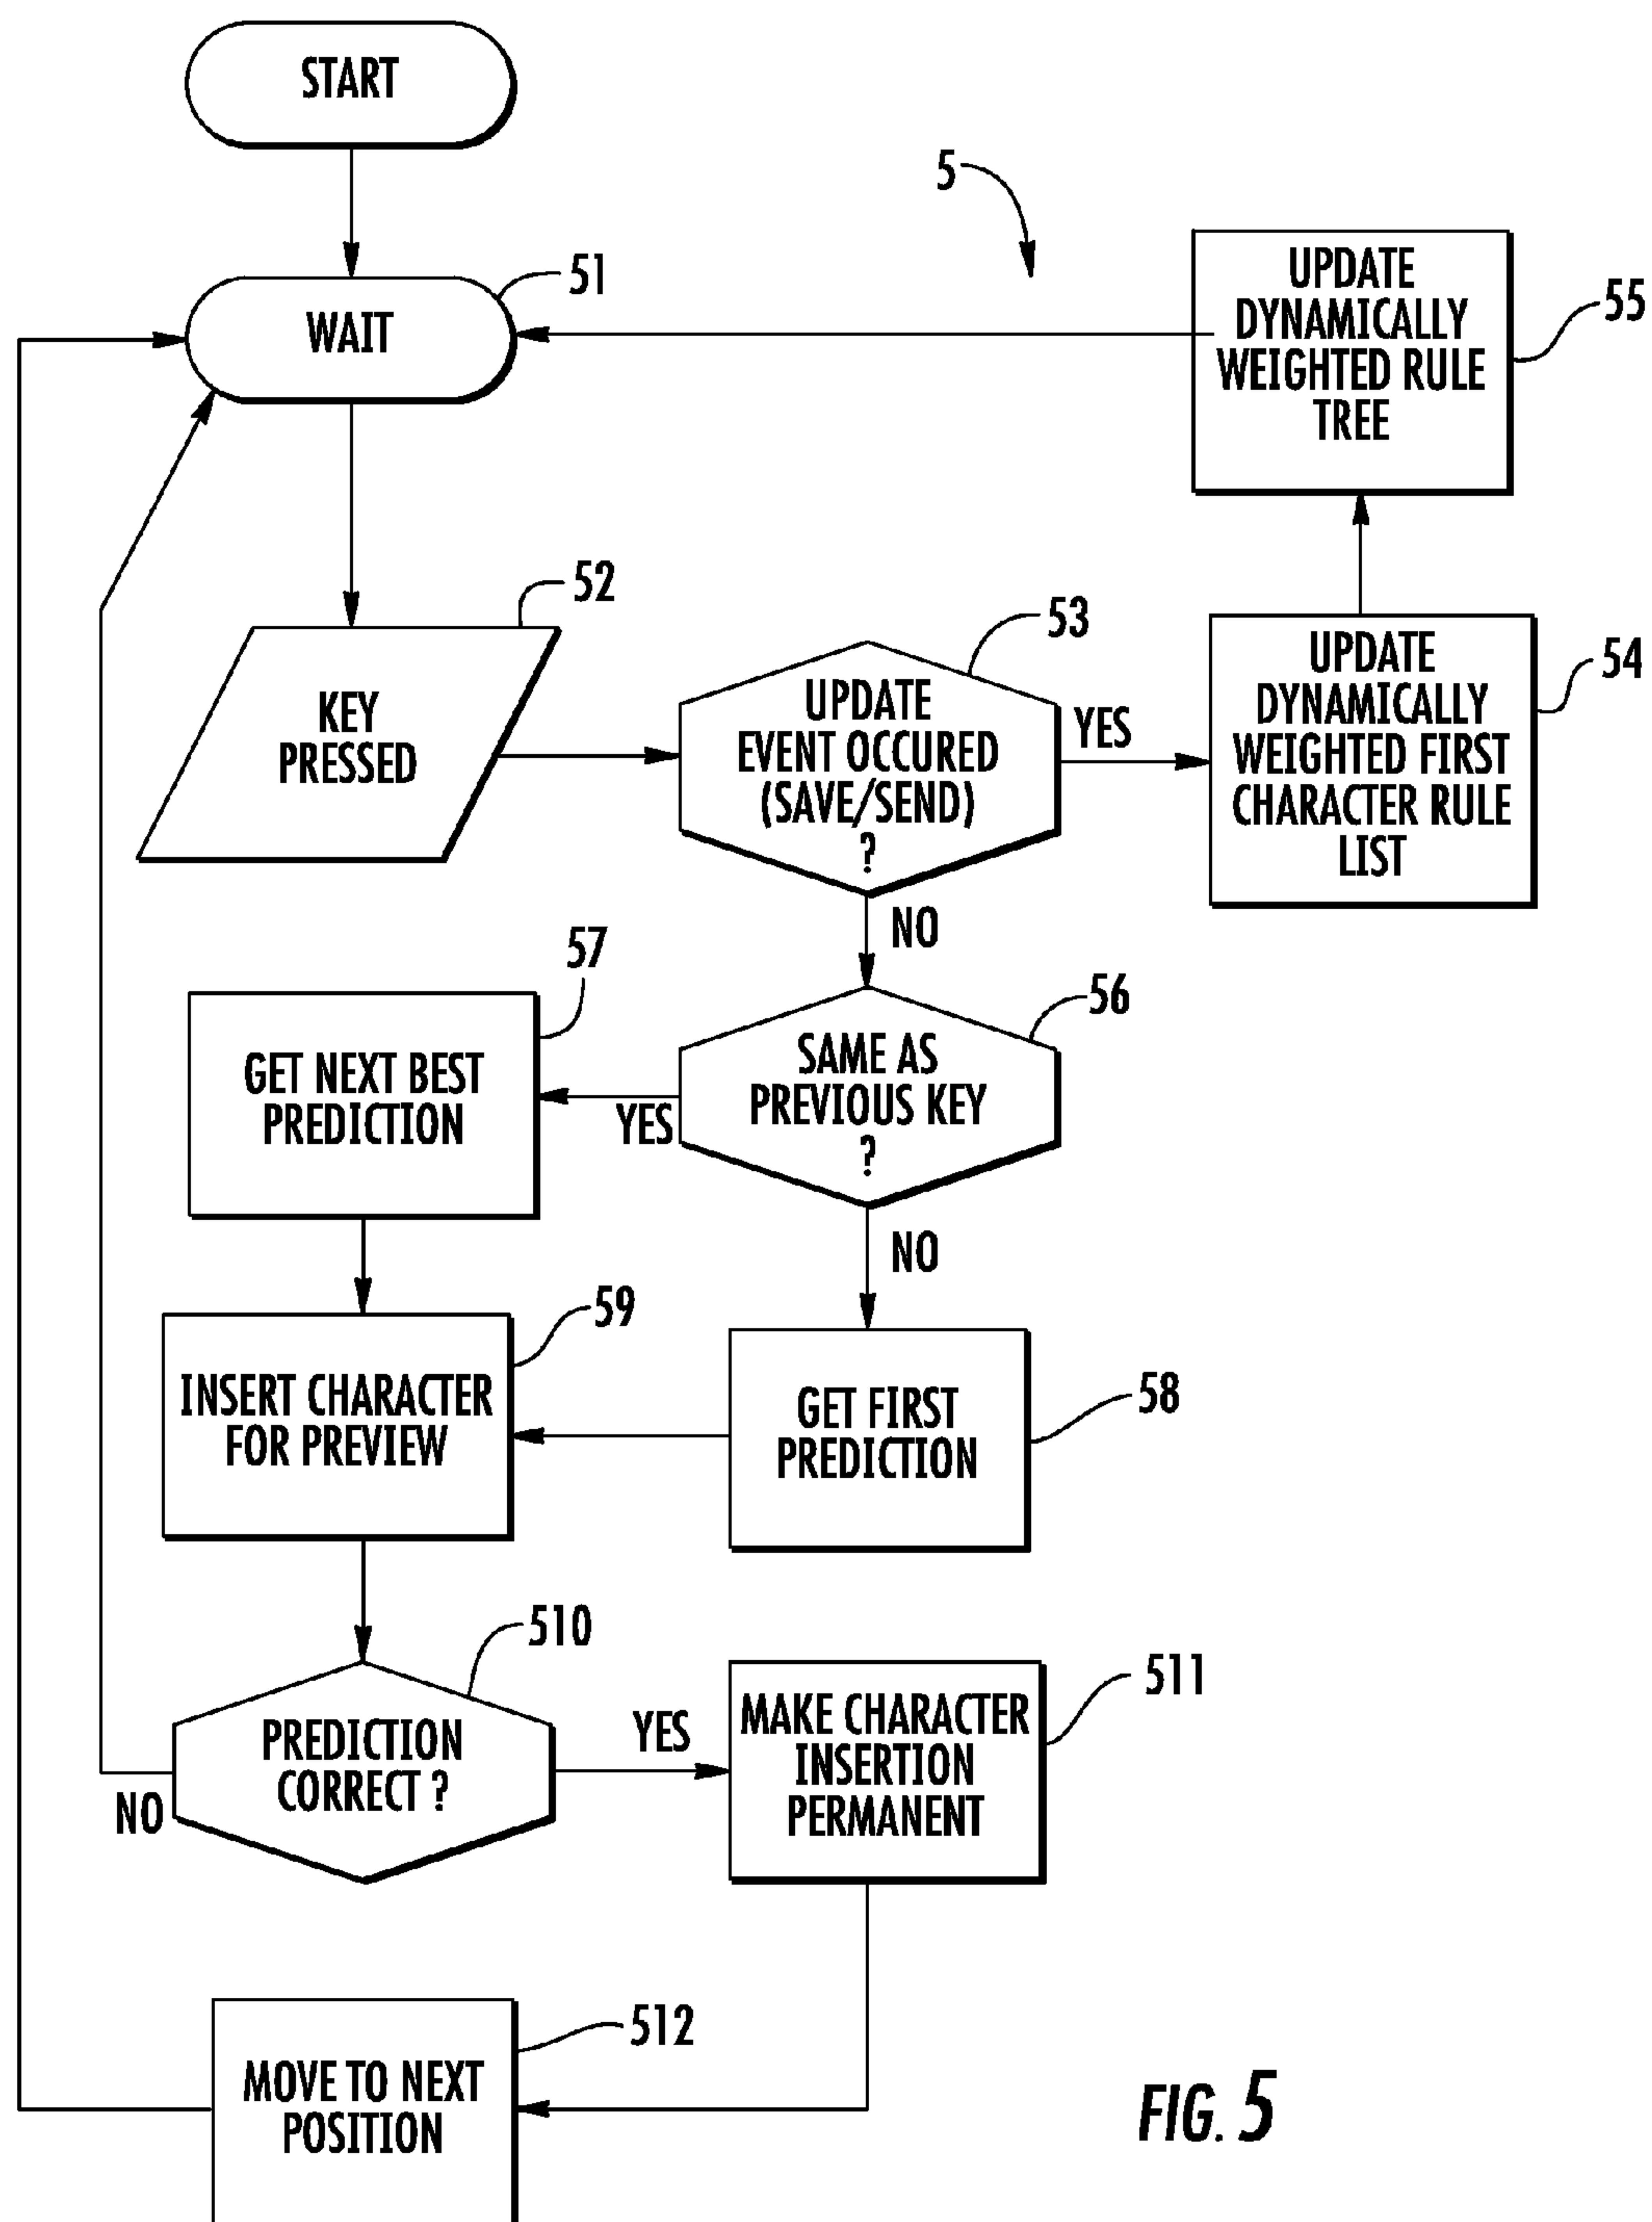 START
5
51
WAIT
UPDATE
DYNAMICALLY
WEIGHTED RULE
TREE
55
52
KEY
PRESSED
53
UPDATE
EVENT OCCURED
(SAVE/SEND)
?
YES
UPDATE
DYNAMICALLY
WEIGHTED FIRST
CHARACTER RULE
LIST
54
NO
57
GET NEXT BEST
PREDICTION
YES
56
SAME AS
PREVIOUS KEY
?
NO
59
INSERT CHARACTER
FOR PREVIEW
58
GET FIRST
PREDICTION
510
PREDICTION
CORRECT ?
NO
YES
511
MAKE CHARACTER
INSERTION
PERMANENT
512
MOVE TO NEXT
POSITION
FIG. 5